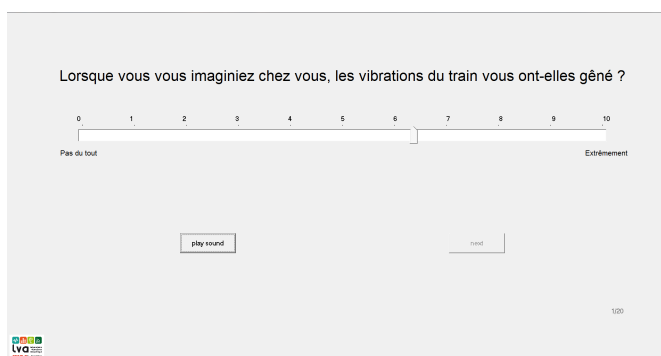 Lorsque vous vous imaginiez chez vous, les vibrations du train vous ont-elles gêné ?
0 1 2 3 4 5 6 7 8 9 10
Pas du tout Extrêmement
play sound next
1/20
lva